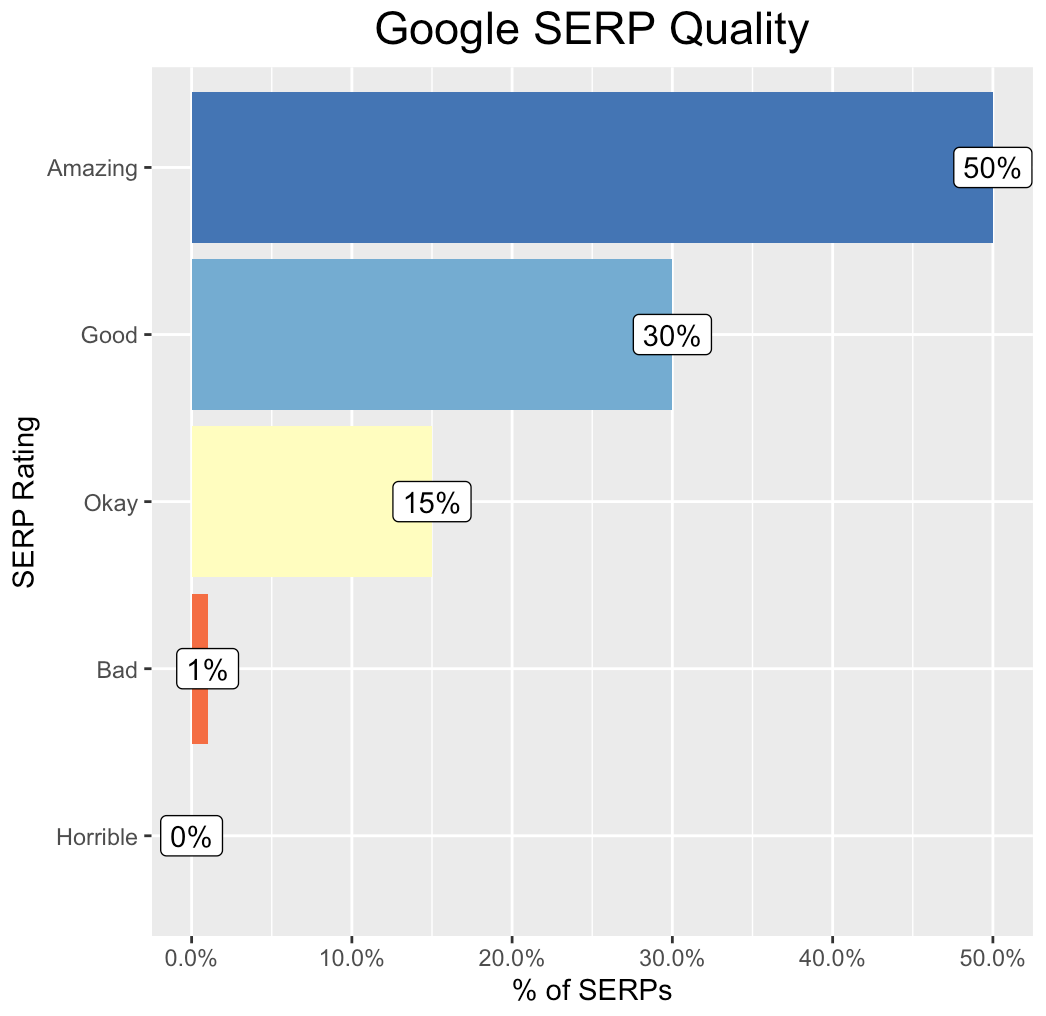 Google SERP Quality
Amazing
50%
Good
30%
Okay
15%
Bad
1%
Horrible
0%
SERP Rating
0.0% 10.0% 20.0% 30.0% 40.0% 50.0%
% of SERPs